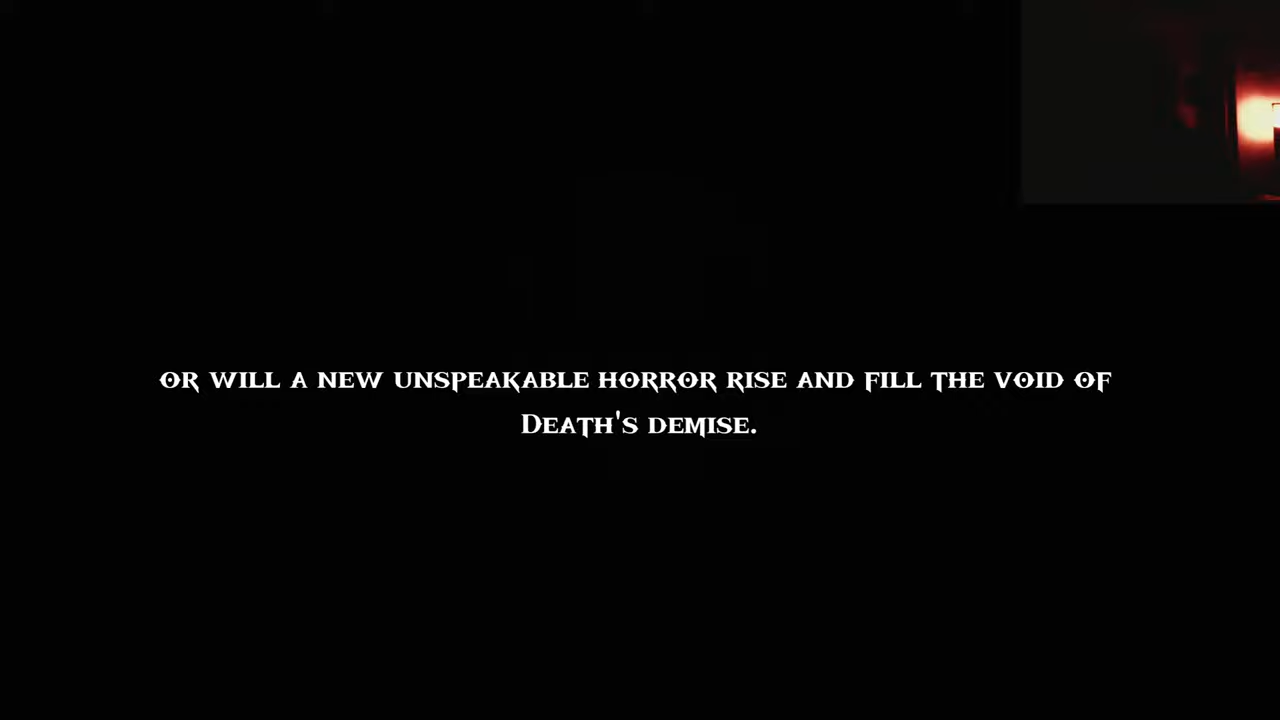 or will a new unspeakable horror rise and fill the void of
Death's demise.